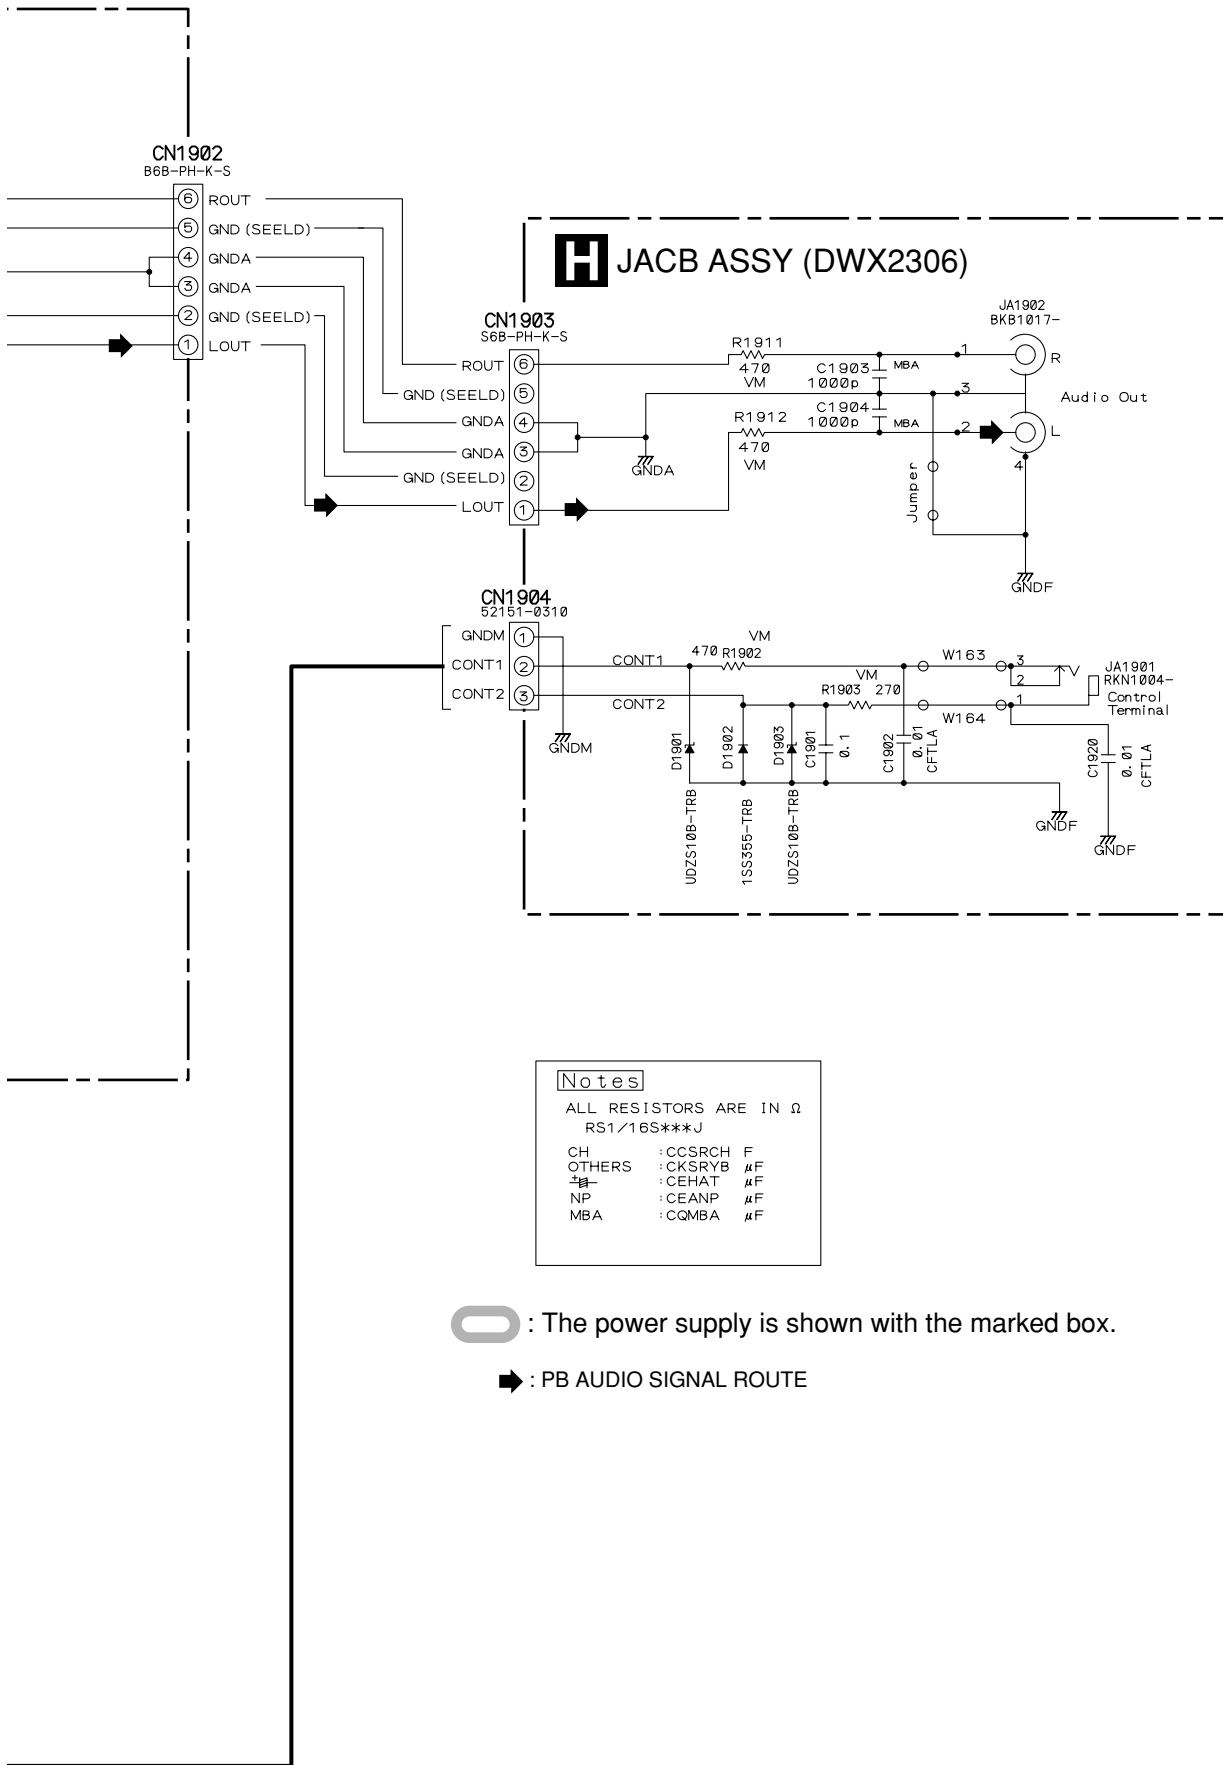 CN1902
B6B-PH-K-S
6 ROUT
5 GND (SEELD)
4 GNDA
3 GNDA
2 GND (SEELD)
1 LOUT
H JACB ASSY (DWX2306)
CN1903
S6B-PH-K-S
ROUT 6
GND (SEELD) 5
GNDA 4
GNDA 3
GND (SEELD) 2
LOUT 1
R1911
470
VM
C1903
1000p
MBA
C1904
1000p
MBA
R1912
470
VM
GNDA
JA1902
BKB1017-
1
R
3
Audio Out
2
L
4
Jumper
GNDF
CN1904
52151-0310
GNDM 1
CONT1 2
CONT2 3
GNDM
CONT1
CONT2
VM
470 R1902
VM
R1903 270
W163
W164
3
2
1
JA1901
RKN1004-
Control
Terminal
D1901
D1902
D1903
C1901
0.1
C1902
0.01
CFTLA
C1920
0.01
CFTLA
UDZS10B-TRB
1SS355-TRB
UDZS10B-TRB
GNDF
GNDF
Notes
ALL RESISTORS ARE IN Ω
RS1/16S***J
CH :CCSRCH F
OTHERS :CKSRYB μF
+ :CEHAT μF
NP :CEANP μF
MBA :CQMBA μF
: The power supply is shown with the marked box.
: PB AUDIO SIGNAL ROUTE